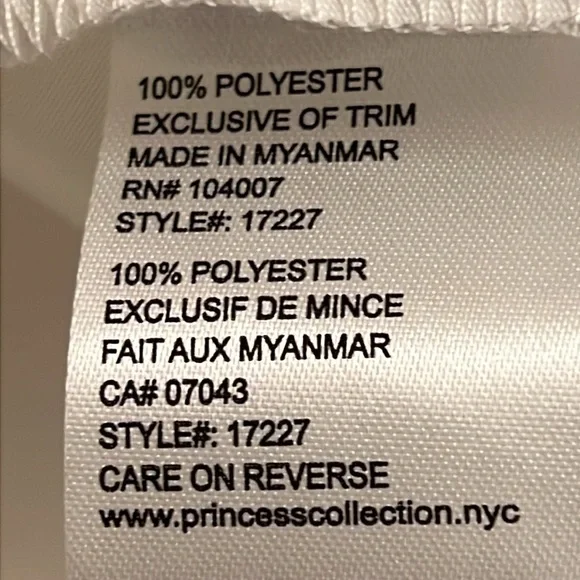 100% POLYESTER
EXCLUSIVE OF TRIM
MADE IN MYANMAR
RN# 104007
STYLE#: 17227
100% POLYESTER
EXCLUSIF DE MINCE
FAIT AUX MYANMAR
CA# 07043
STYLE#: 17227
CARE ON REVERSE
www.princesscollection.nyc